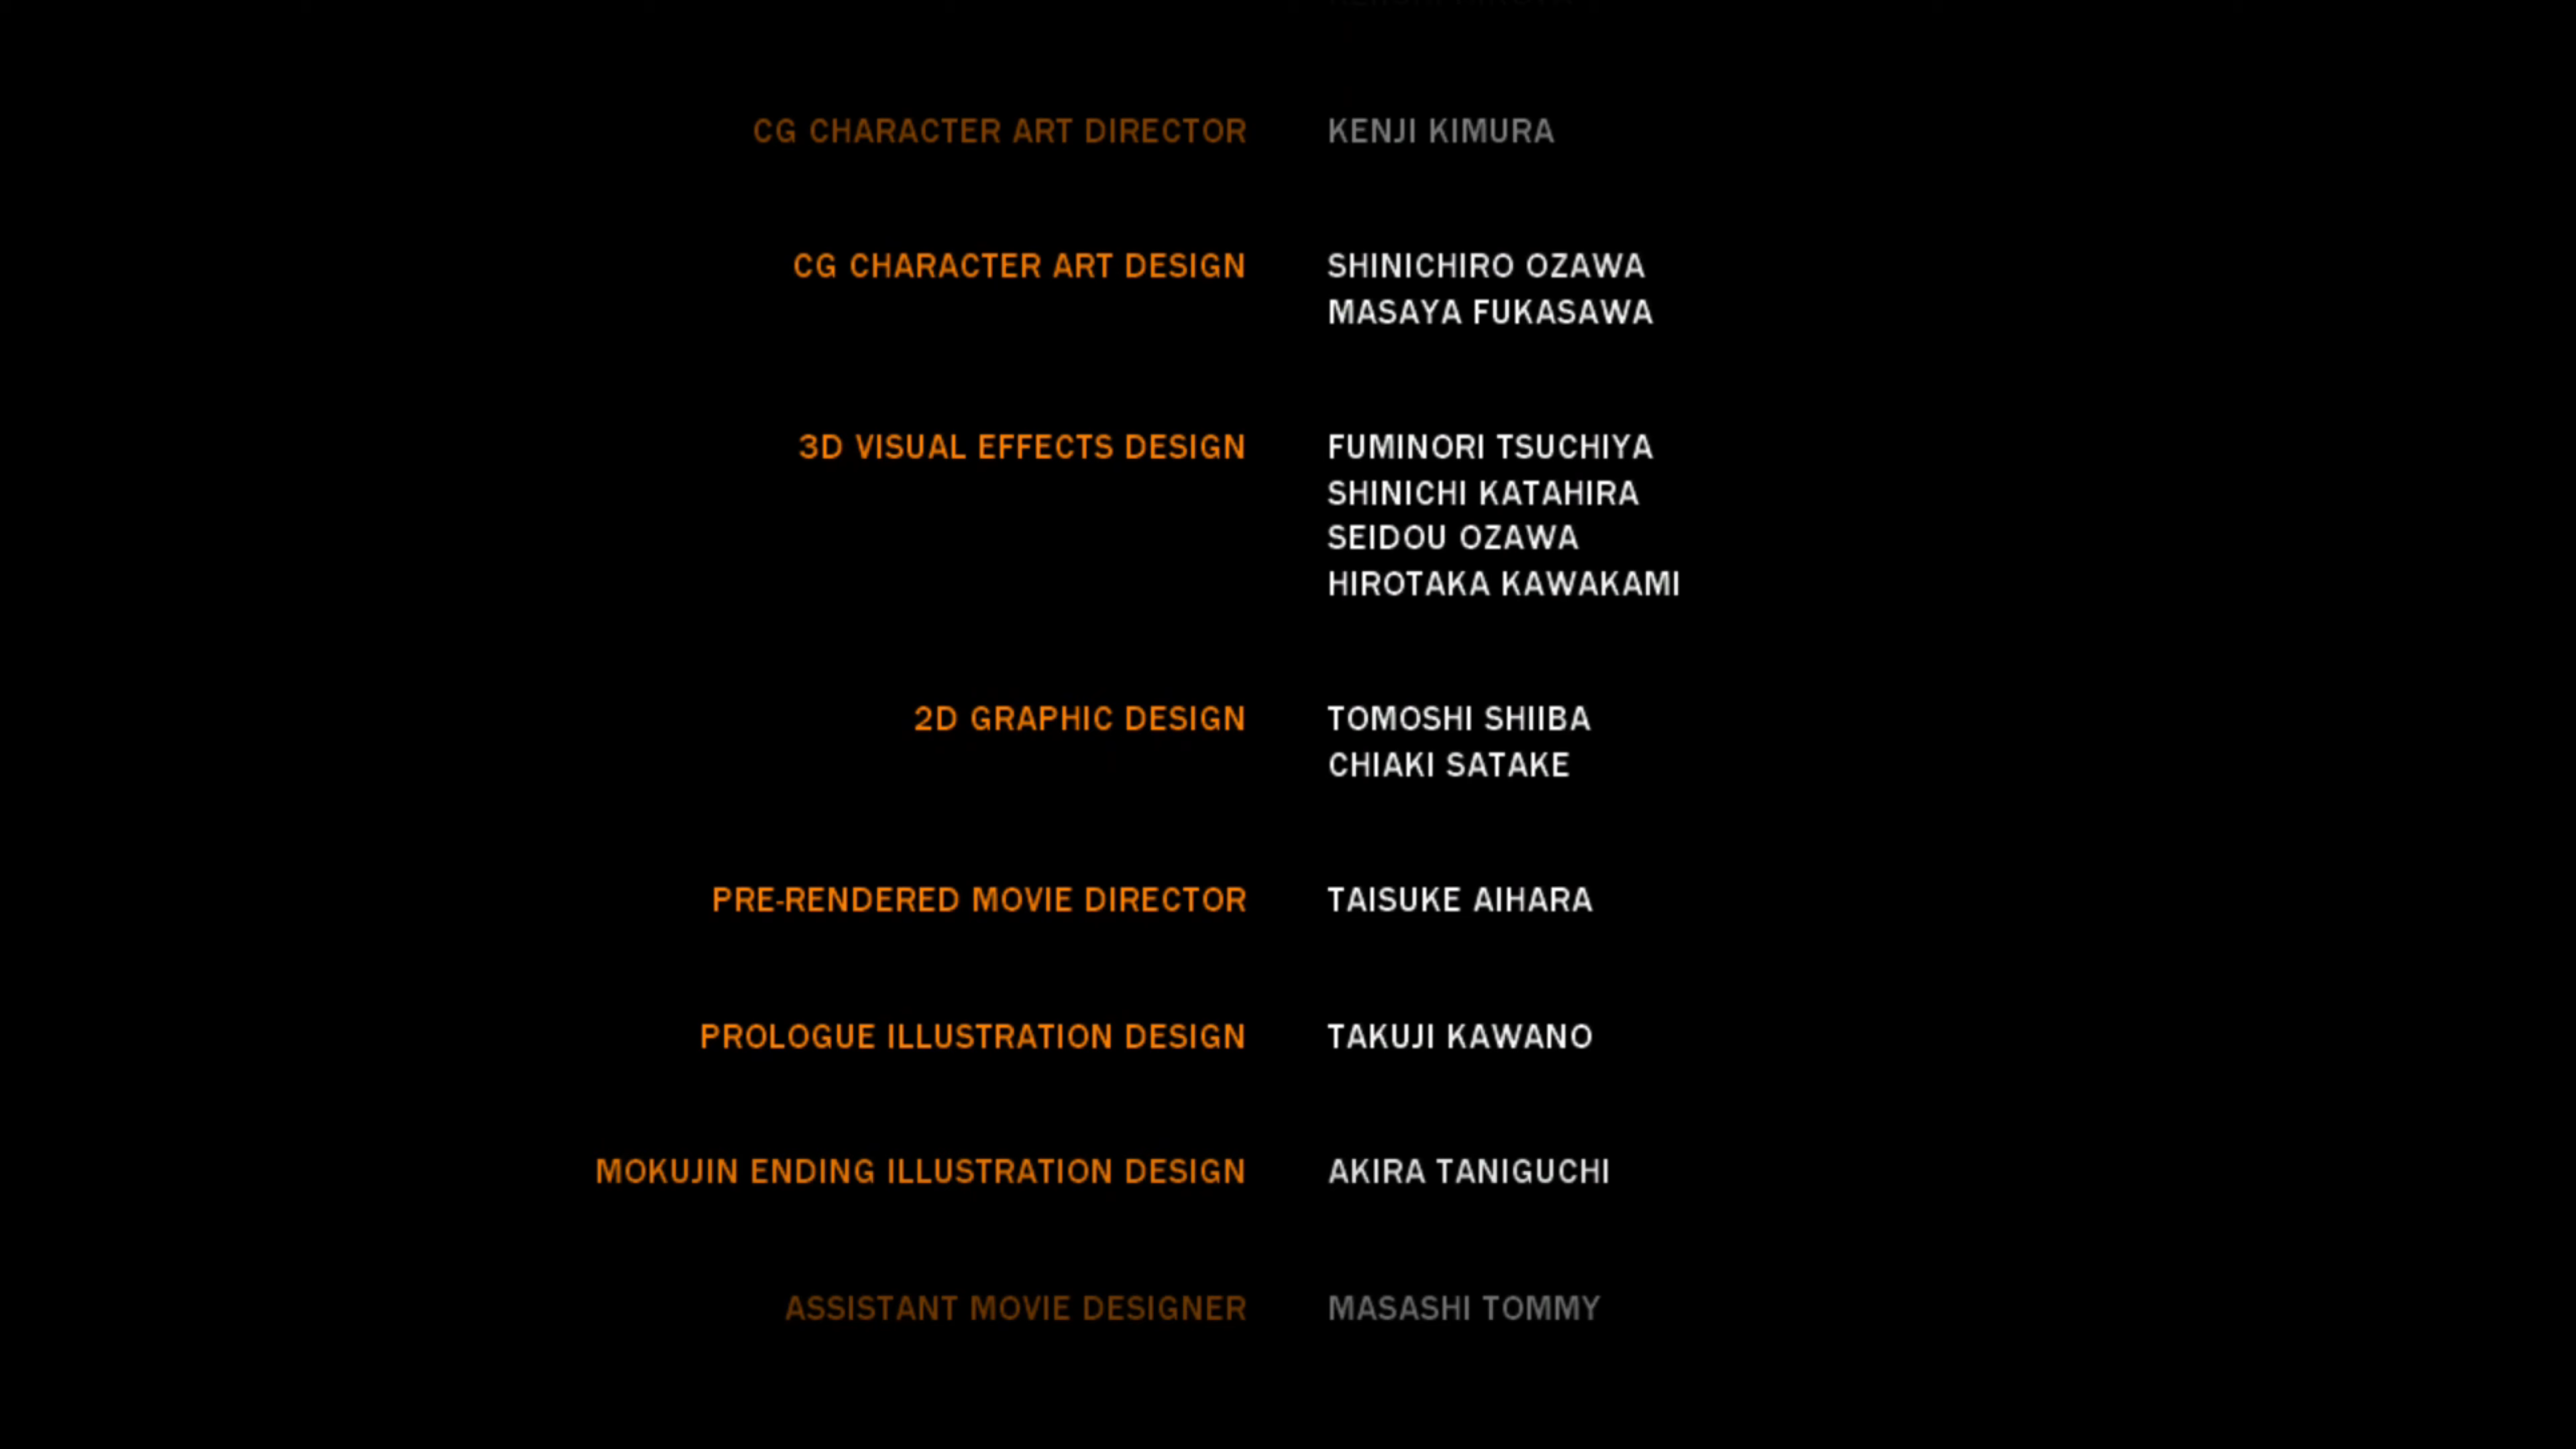 CG CHARACTER ART DIRECTOR KENJI KIMURA
CG CHARACTER ART DESIGN SHINICHIRO OZAWA
MASAYA FUKASAWA
3D VISUAL EFFECTS DESIGN FUMINORI TSUCHIYA
SHINICHI KATAHIRA
SEIDOU OZAWA
HIROTAKA KAWAKAMI
2D GRAPHIC DESIGN TOMOSHI SHIIBA
CHIAKI SATAKE
PRE-RENDERED MOVIE DIRECTOR TAISUKE AIHARA
PROLOGUE ILLUSTRATION DESIGN TAKUJI KAWANO
MOKUJIN ENDING ILLUSTRATION DESIGN AKIRA TANIGUCHI
ASSISTANT MOVIE DESIGNER MASASHI TOMMY